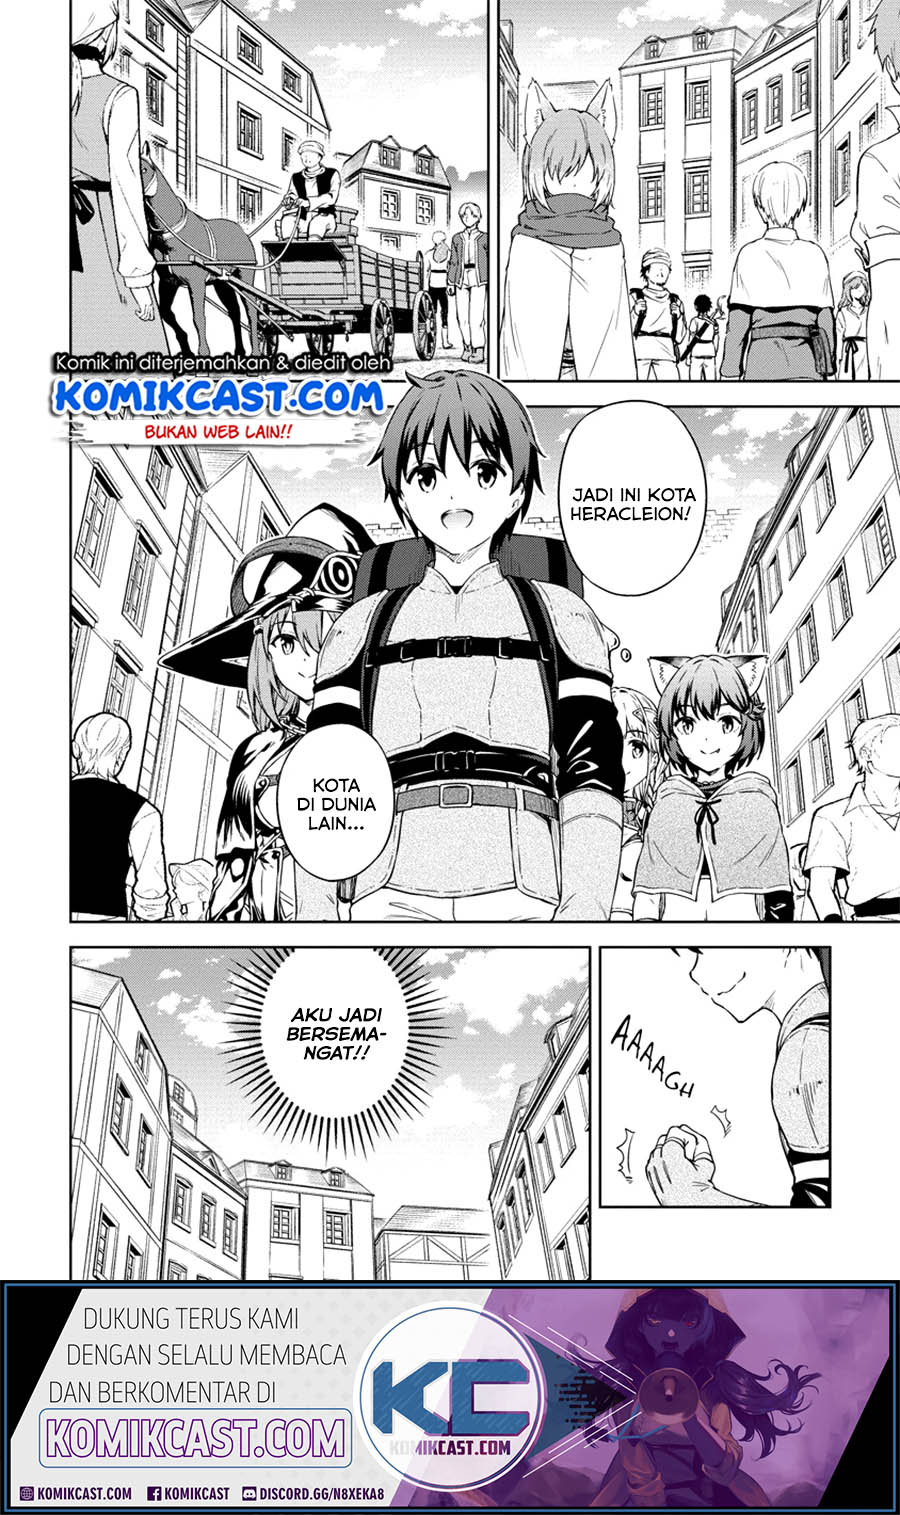 Komik ini diterjemahkan & diedit oleh
KOMIKCAST.COM
BUKAN WEB LAIN!!
JADI INI KOTA
HERACLEION!
KOTA
DI DUNIA
LAIN...
AAAAGH
AKU JADI
BERSEMA-
NGAT!!
DUKUNG TERUS KAMI
DENGAN SELALU MEMBACA
DAN BERKOMENTAR DI
KOMIKCAST.COM
KOMIKCAST.COM
KOMIKCAST
DISCORD.GG/N8XEKA8
KC
KOMIKCAST.COM